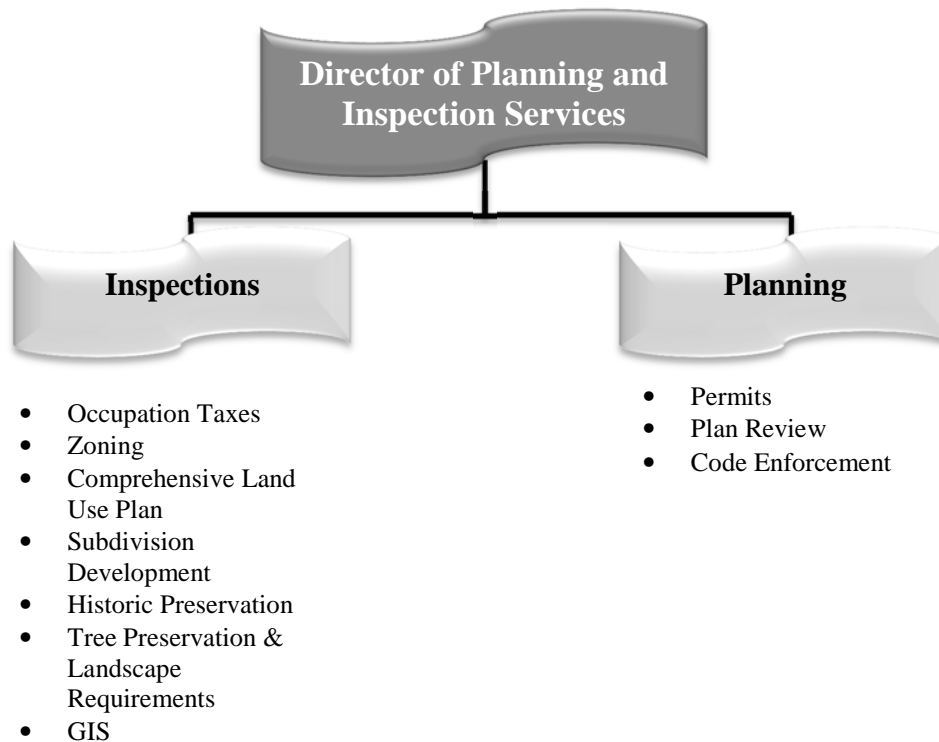 Director of Planning and
Inspection Services
Inspections
• Occupation Taxes
• Zoning
• Comprehensive Land
Use Plan
• Subdivision
Development
• Historic Preservation
• Tree Preservation &
Landscape
Requirements
• GIS
Planning
• Permits
• Plan Review
• Code Enforcement